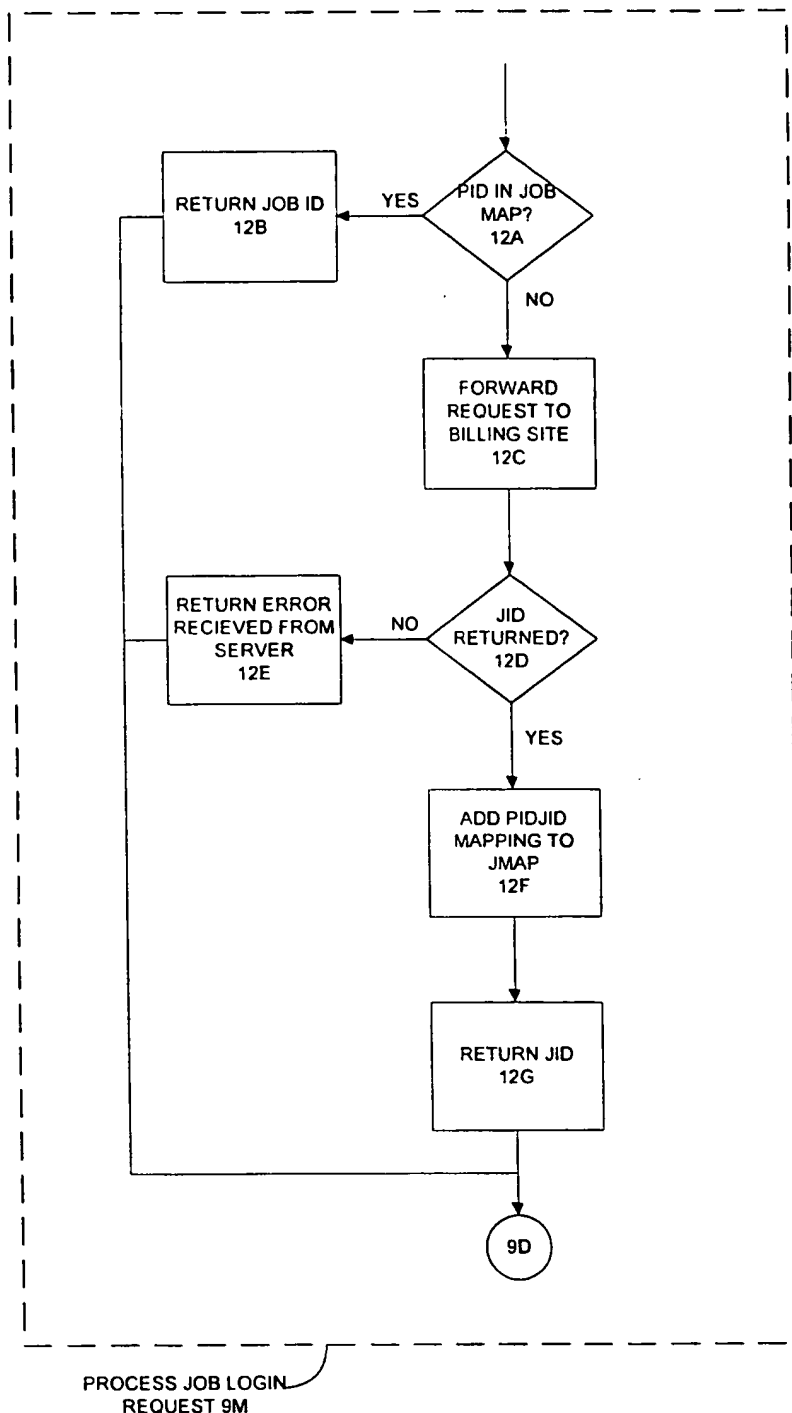 PID IN JOB
MAP?
12A
YES
RETURN JOB ID
12B
NO
FORWARD
REQUEST TO
BILLING SITE
12C
JID
RETURNED?
12D
NO
RETURN ERROR
RECIEVED FROM
SERVER
12E
YES
ADD PIDJID
MAPPING TO
JMAP
12F
RETURN JID
12G
9D
PROCESS JOB LOGIN
REQUEST 9M